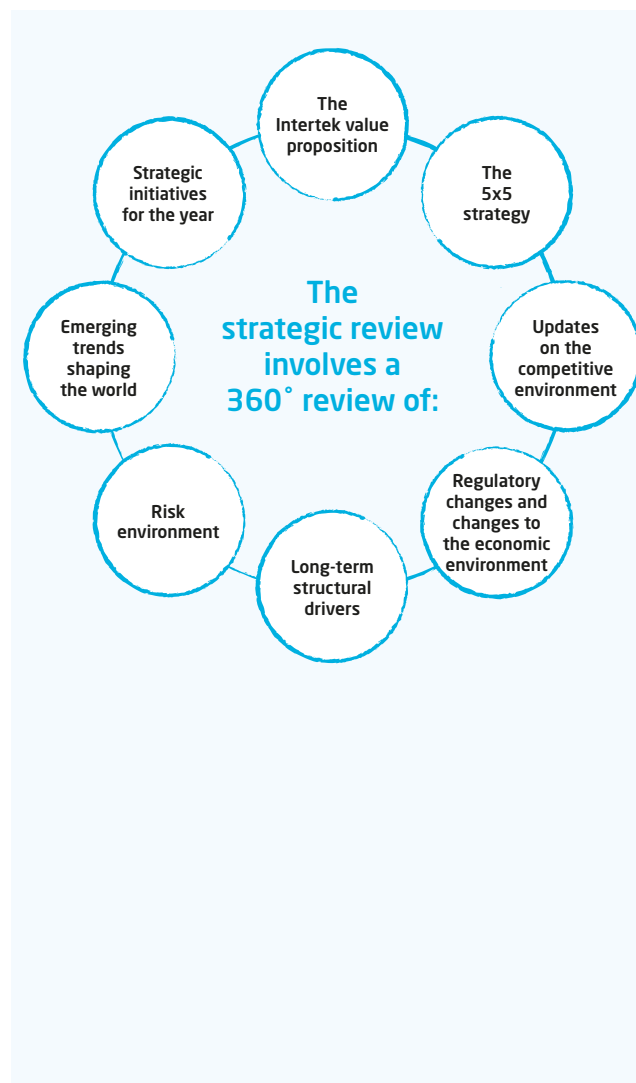 The
strategic review
involves a
360° review of:
The
Intertek value
proposition
The
5x5
strategy
Updates
on the
competitive
environment
Regulatory
changes and
changes to
the economic
environment
Long-term
structural
drivers
Risk
environment
Emerging
trends
shaping
the world
Strategic
initiatives
for the year